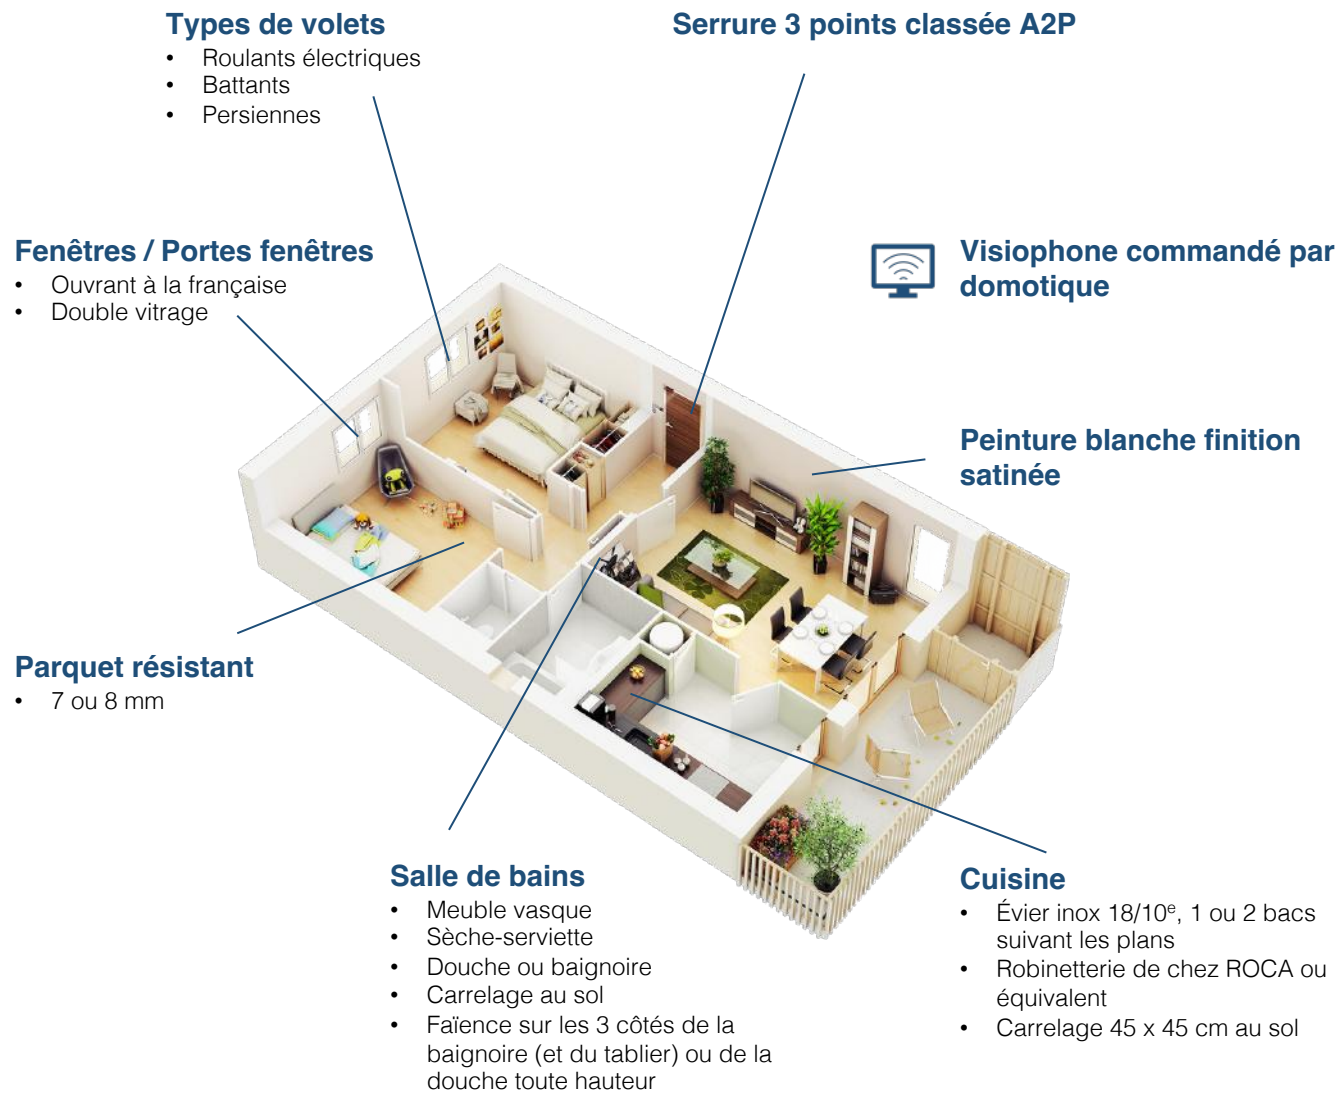 Types de volets
• Roulants électriques
• Battants
• Persiennes
Serrure 3 points classée A2P
Fenêtres / Portes fenêtres
• Ouvrant à la française
• Double vitrage
Visiophone commandé par
domotique
Peinture blanche finition
satinée
Parquet résistant
• 7 ou 8 mm
Salle de bains
• Meuble vasque
• Sèche-serviette
• Douche ou baignoire
• Carrelage au sol
• Faïence sur les 3 côtés de la
baignoire (et du tablier) ou de la
douche toute hauteur
Cuisine
• Évier inox 18/10ᵉ, 1 ou 2 bacs
suivant les plans
• Robinetterie de chez ROCA ou
équivalent
• Carrelage 45 x 45 cm au sol